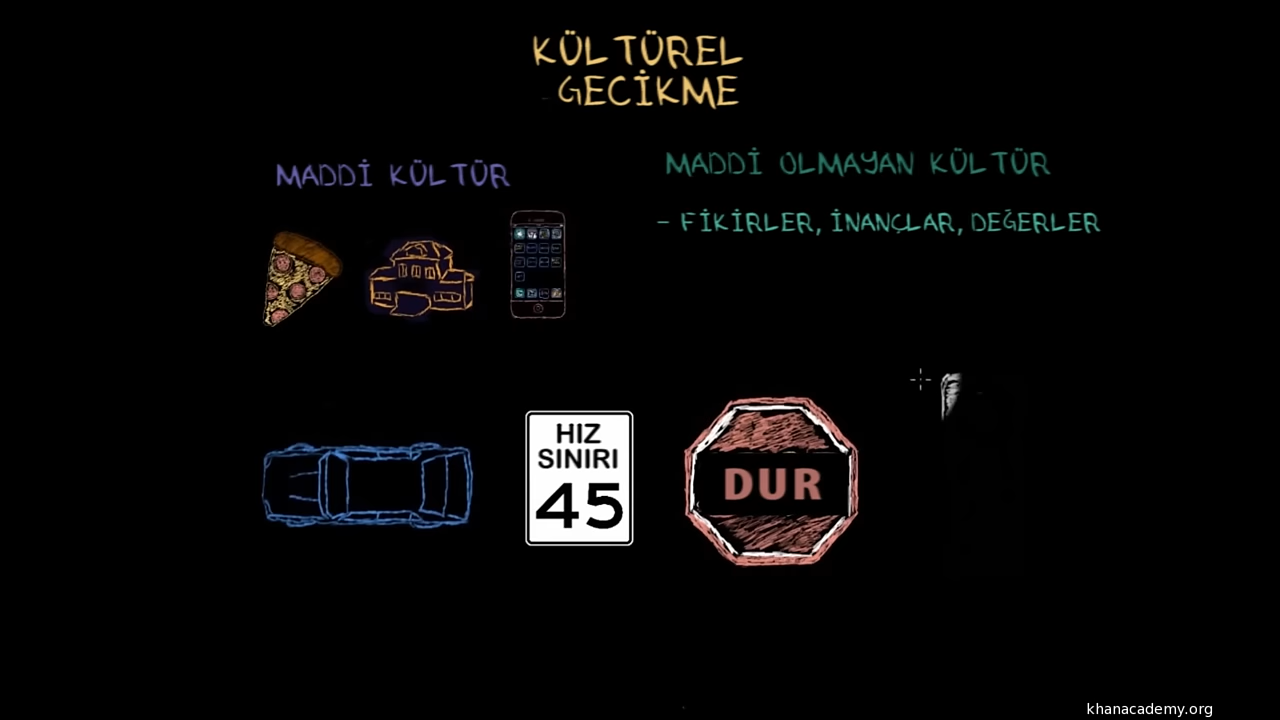 KÜLTÜREL
GECİKME
MADDİ KÜLTÜR
MADDİ OLMAYAN KÜLTÜR
- FİKİRLER, İNANÇLAR, DEĞERLER
HIZ
SINIRI
45
DUR
khanacademy.org